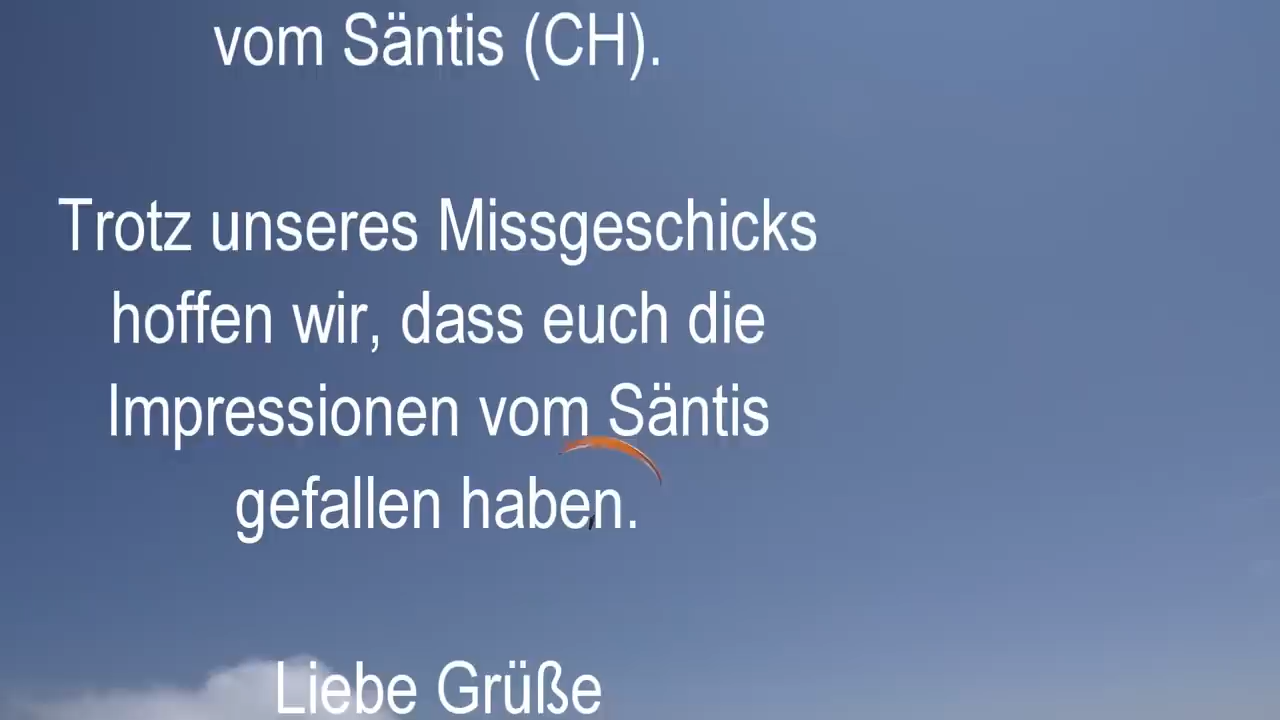 vom Säntis (CH).
Trotz unseres Missgeschicks
hoffen wir, dass euch die
Impressionen vom Säntis
gefallen haben.
Liebe Grüße